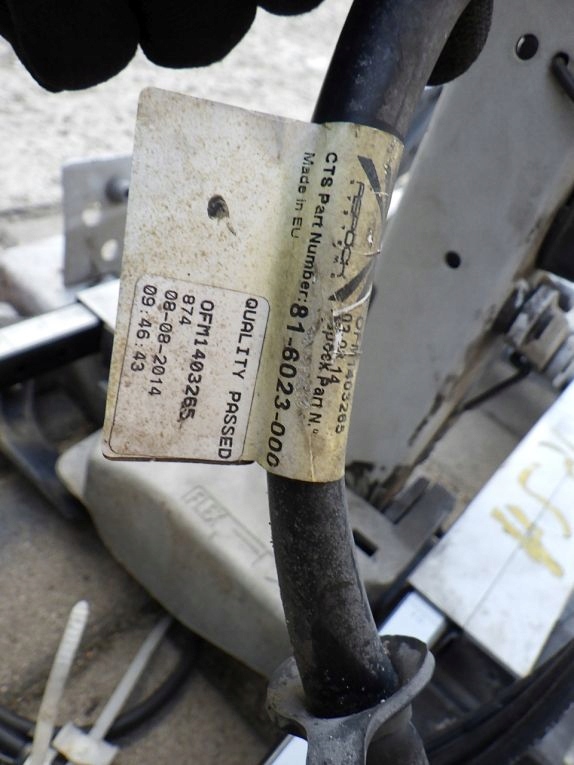 CTS Part Number: 81-6023-000
Made in EU
Part N.°
QUALITY PASSED
OFM1403265
874
08-08-2014
09:46:43